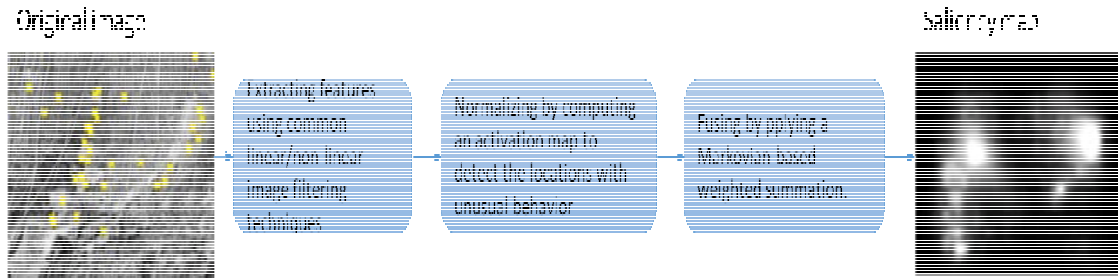 Original image
Saliency map
Extracting features
using common
linear/non-linear
image filtering
techniques
Normalizing by computing
an activation map to
detect the locations with
unusual behavior
Fusing by pplying a
Markovian-based
weighted summation.